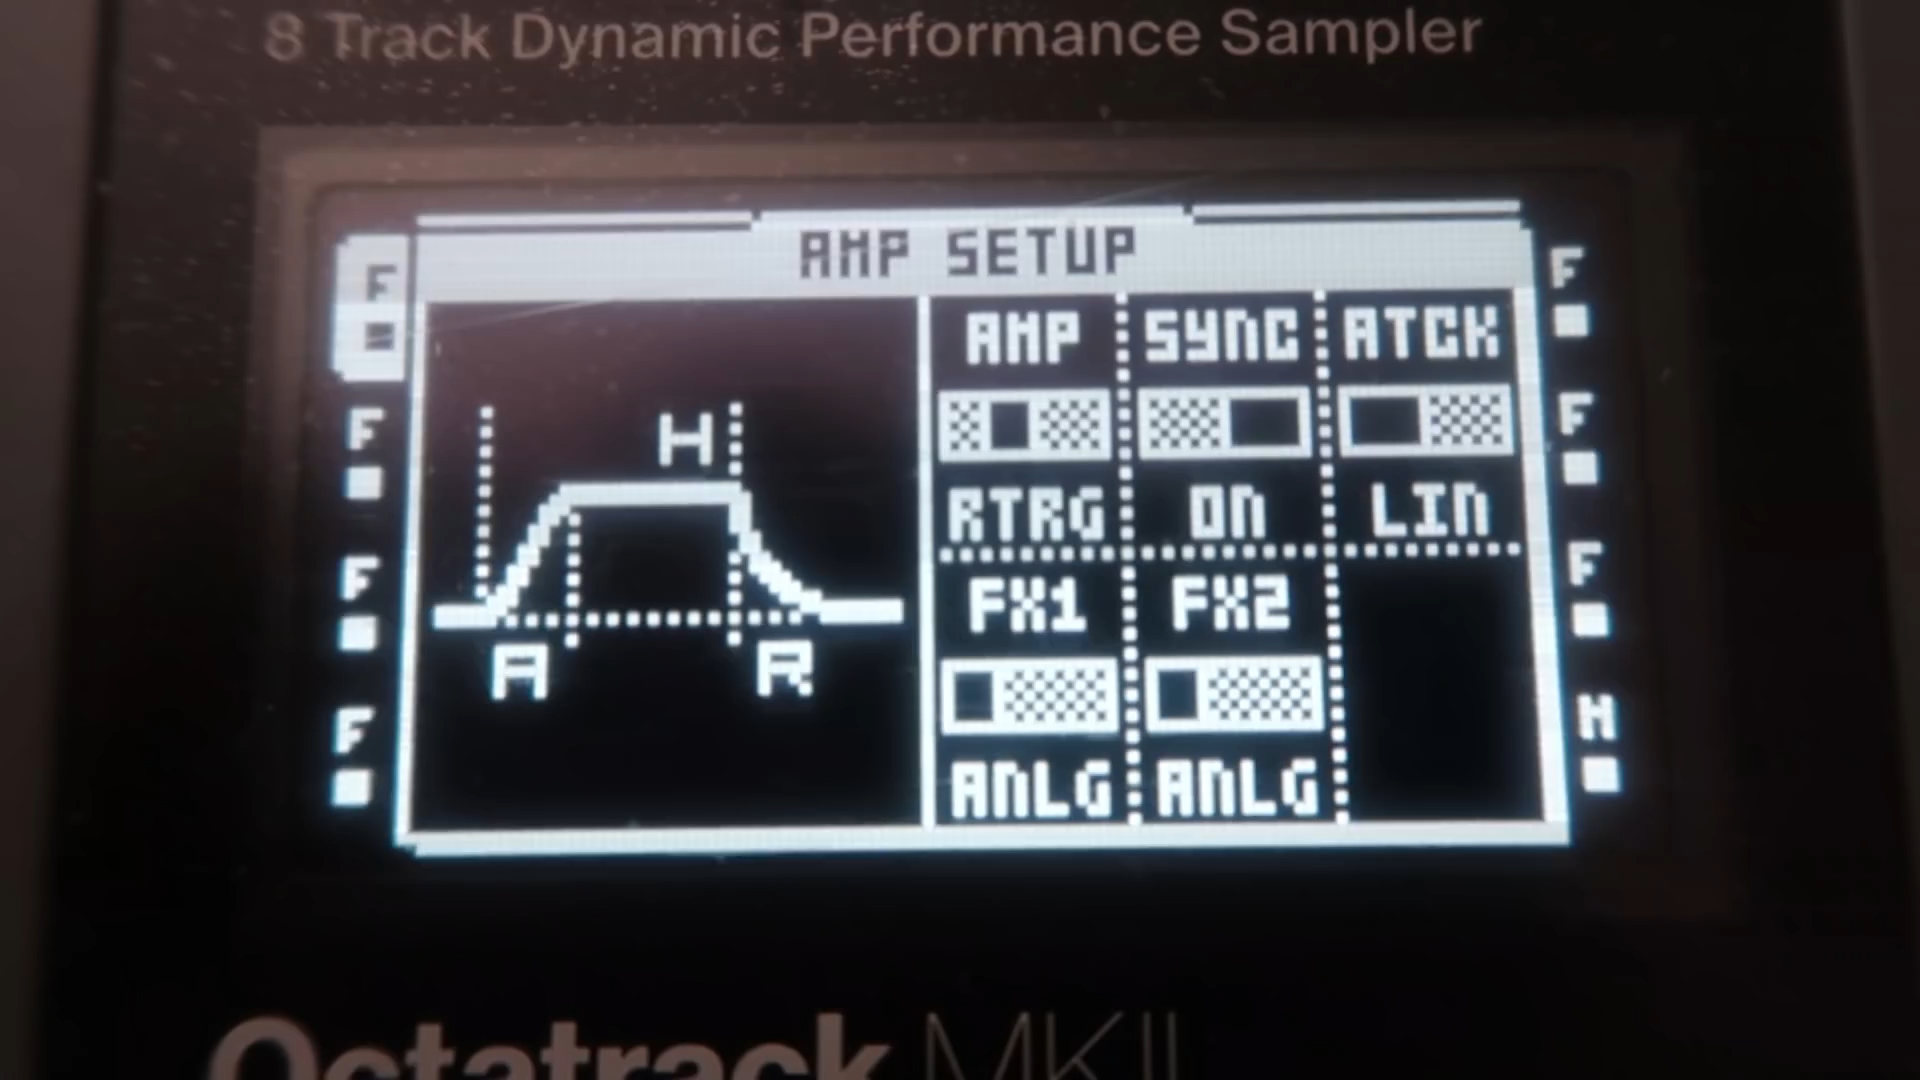 8 Track Dynamic Performance Sampler
AMP SETUP
F F
AMP SYNC ATCK
F H F
RTRG ON LIN
F F
FX1 FX2
A R
F M
ANLG ANLG
Octatrack MKII